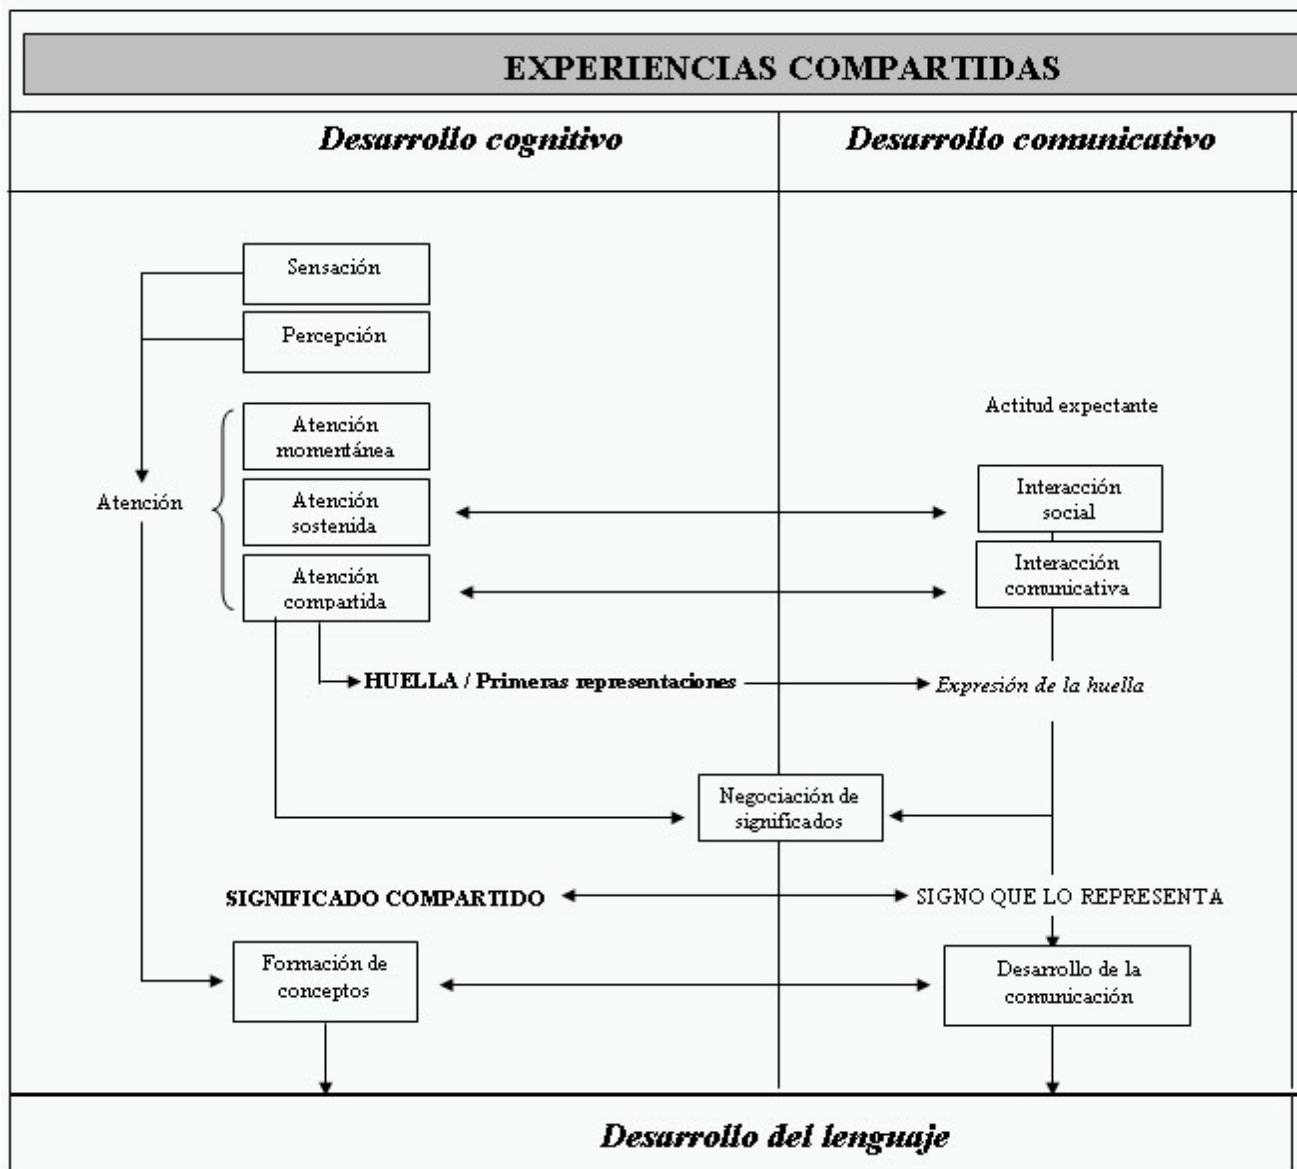 EXPERIENCIAS COMPARTIDAS
Desarrollo cognitivo
Desarrollo comunicativo
Sensación
Percepción
Atención
Atención
momentánea
Atención
sostenida
Atención
compartida
Actitud expectante
Interacción
social
Interacción
comunicativa
HUELLA / Primeras representaciones
Expresión de la huella
Negociación de
significados
SIGNIFICADO COMPARTIDO
SIGNO QUE LO REPRESENTA
Formación de
conceptos
Desarrollo de la
comunicación
Desarrollo del lenguaje